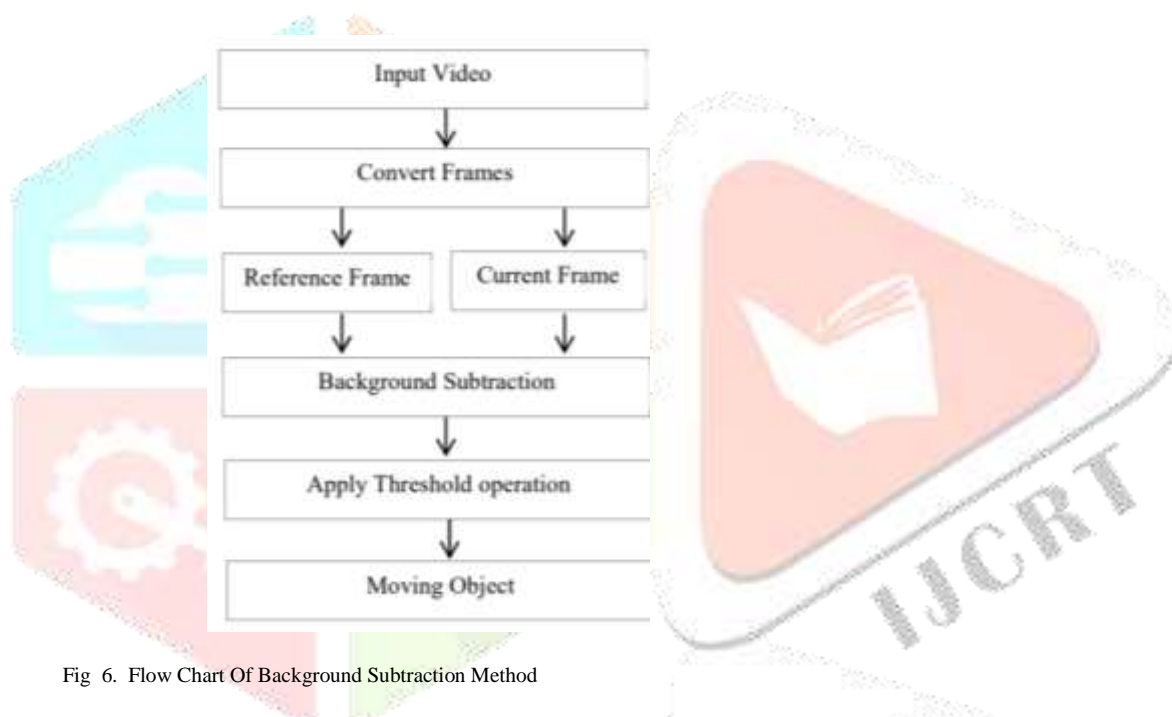 Input Video
Convert Frames
Reference Frame
Current Frame
Background Subtraction
Apply Threshold operation
Moving Object
IJCRT
Fig 6. Flow Chart Of Background Subtraction Method